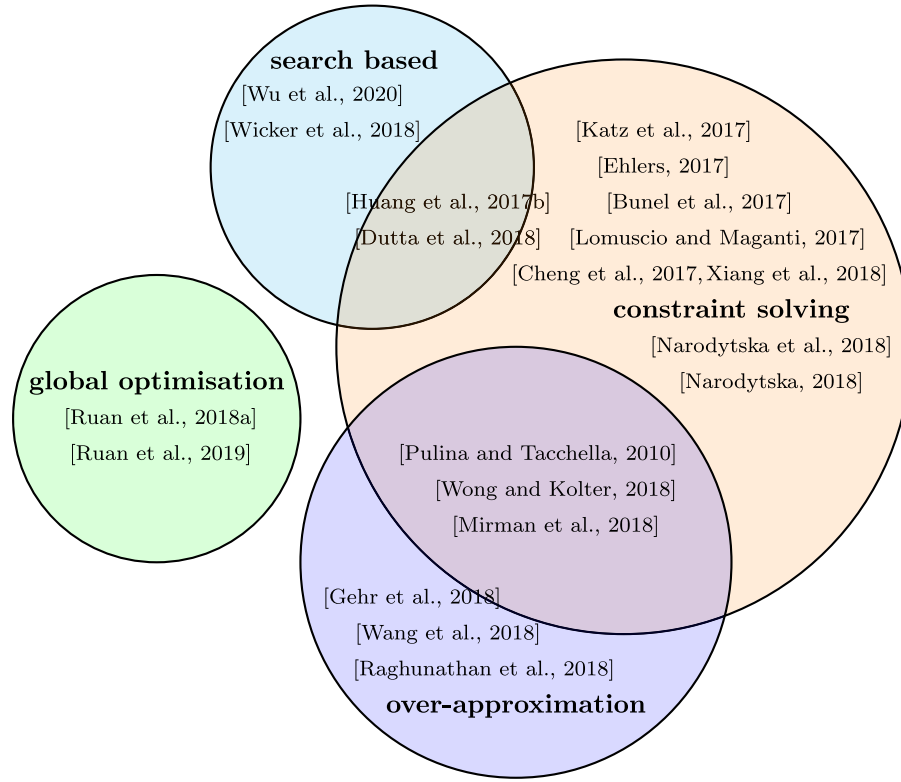 search based
[Wu et al., 2020]
[Wicker et al., 2018]
[Huang et al., 2017b]
[Dutta et al., 2018]
[Katz et al., 2017]
[Ehlers, 2017]
[Bunel et al., 2017]
[Lomuscio and Maganti, 2017]
[Cheng et al., 2017, Xiang et al., 2018]
constraint solving
[Narodytska et al., 2018]
[Narodytska, 2018]
global optimisation
[Ruan et al., 2018a]
[Ruan et al., 2019]
[Pulina and Tacchella, 2010]
[Wong and Kolter, 2018]
[Mirman et al., 2018]
[Gehr et al., 2018]
[Wang et al., 2018]
[Raghunathan et al., 2018]
over-approximation